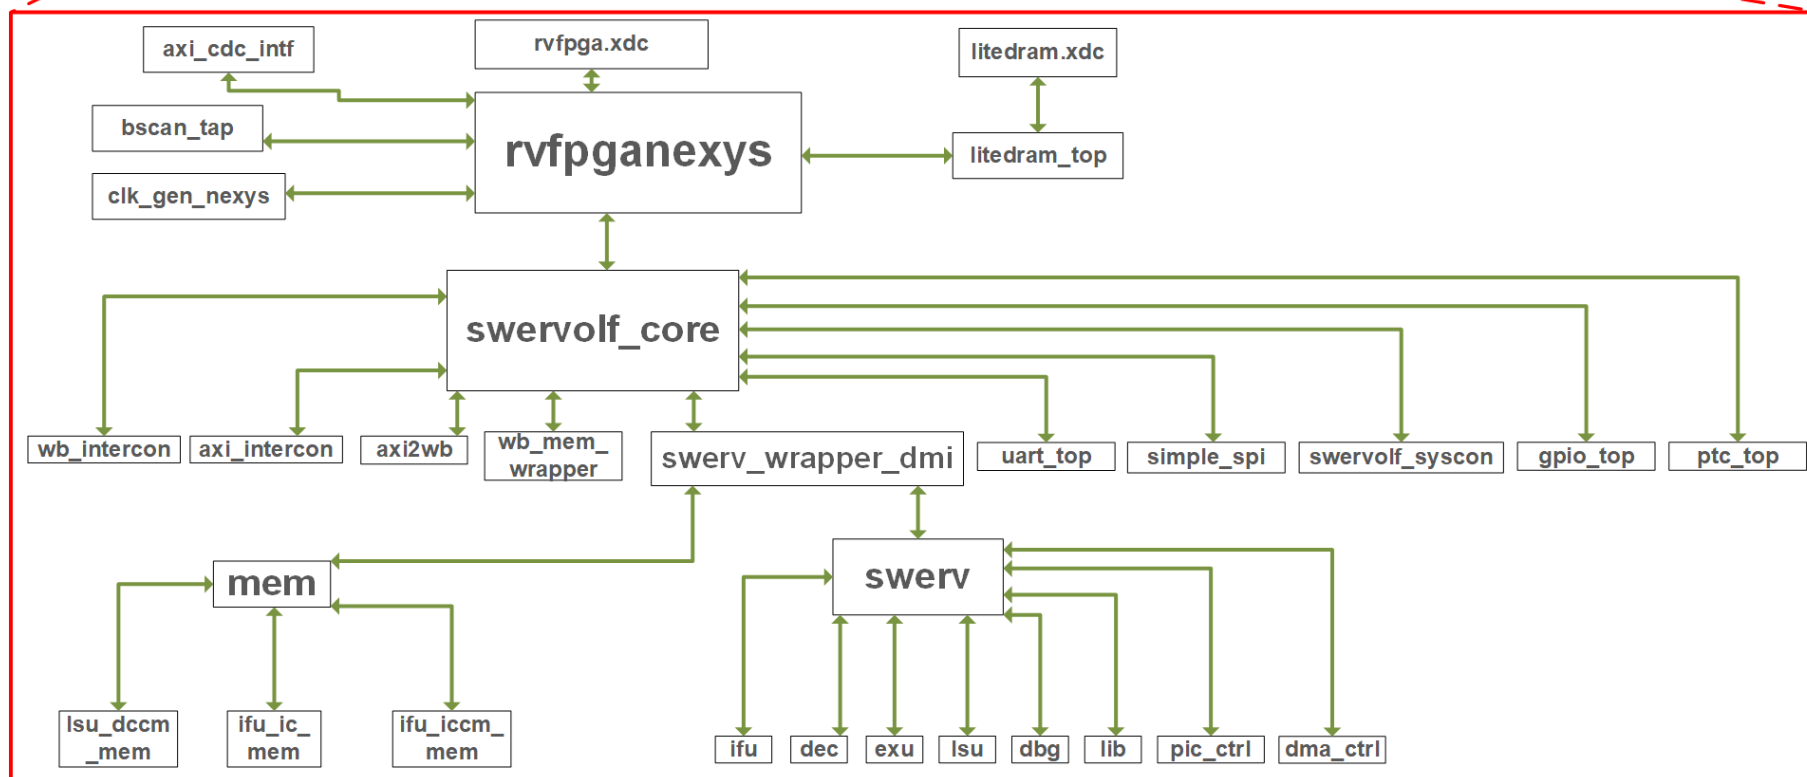 axi_cdc_intf
rvfpga.xdc
litedram.xdc
bscan_tap
rvfpganexys
litedram_top
clk_gen_nexys
swervolf_core
wb_intercon
axi_intercon
axi2wb
wb_mem_
wrapper
swerv_wrapper_dmi
uart_top
simple_spi
swervolf_syscon
gpio_top
ptc_top
mem
swerv
lsu_dccm
_mem
ifu_ic_
mem
ifu_iccm_
mem
ifu
dec
exu
lsu
dbg
lib
pic_ctrl
dma_ctrl